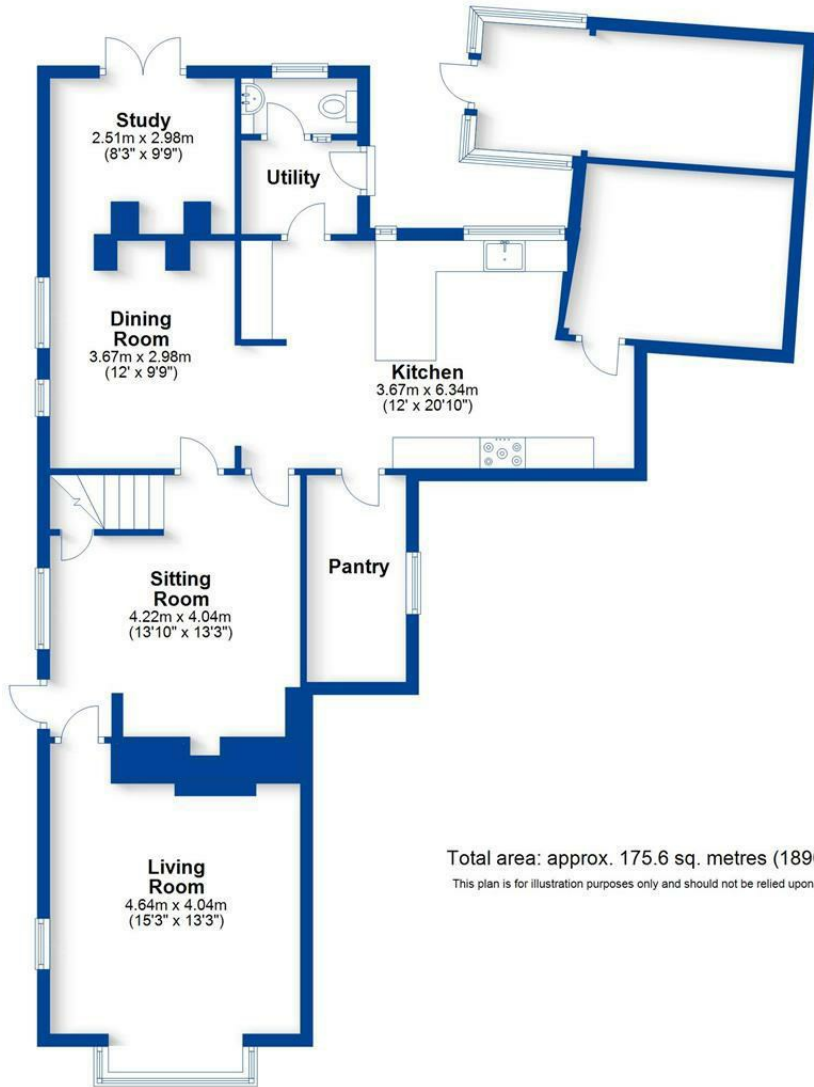 Study
2.51m x 2.98m
(8'3" x 9'9")
Utility
Dining
Room
3.67m x 2.98m
(12' x 9'9")
Kitchen
3.67m x 6.34m
(12' x 20'10")
Pantry
Sitting
Room
4.22m x 4.04m
(13'10" x 13'3")
Living
Room
4.64m x 4.04m
(15'3" x 13'3")
Total area: approx. 175.6 sq. metres (189
This plan is for illustration purposes only and should not be relied upon